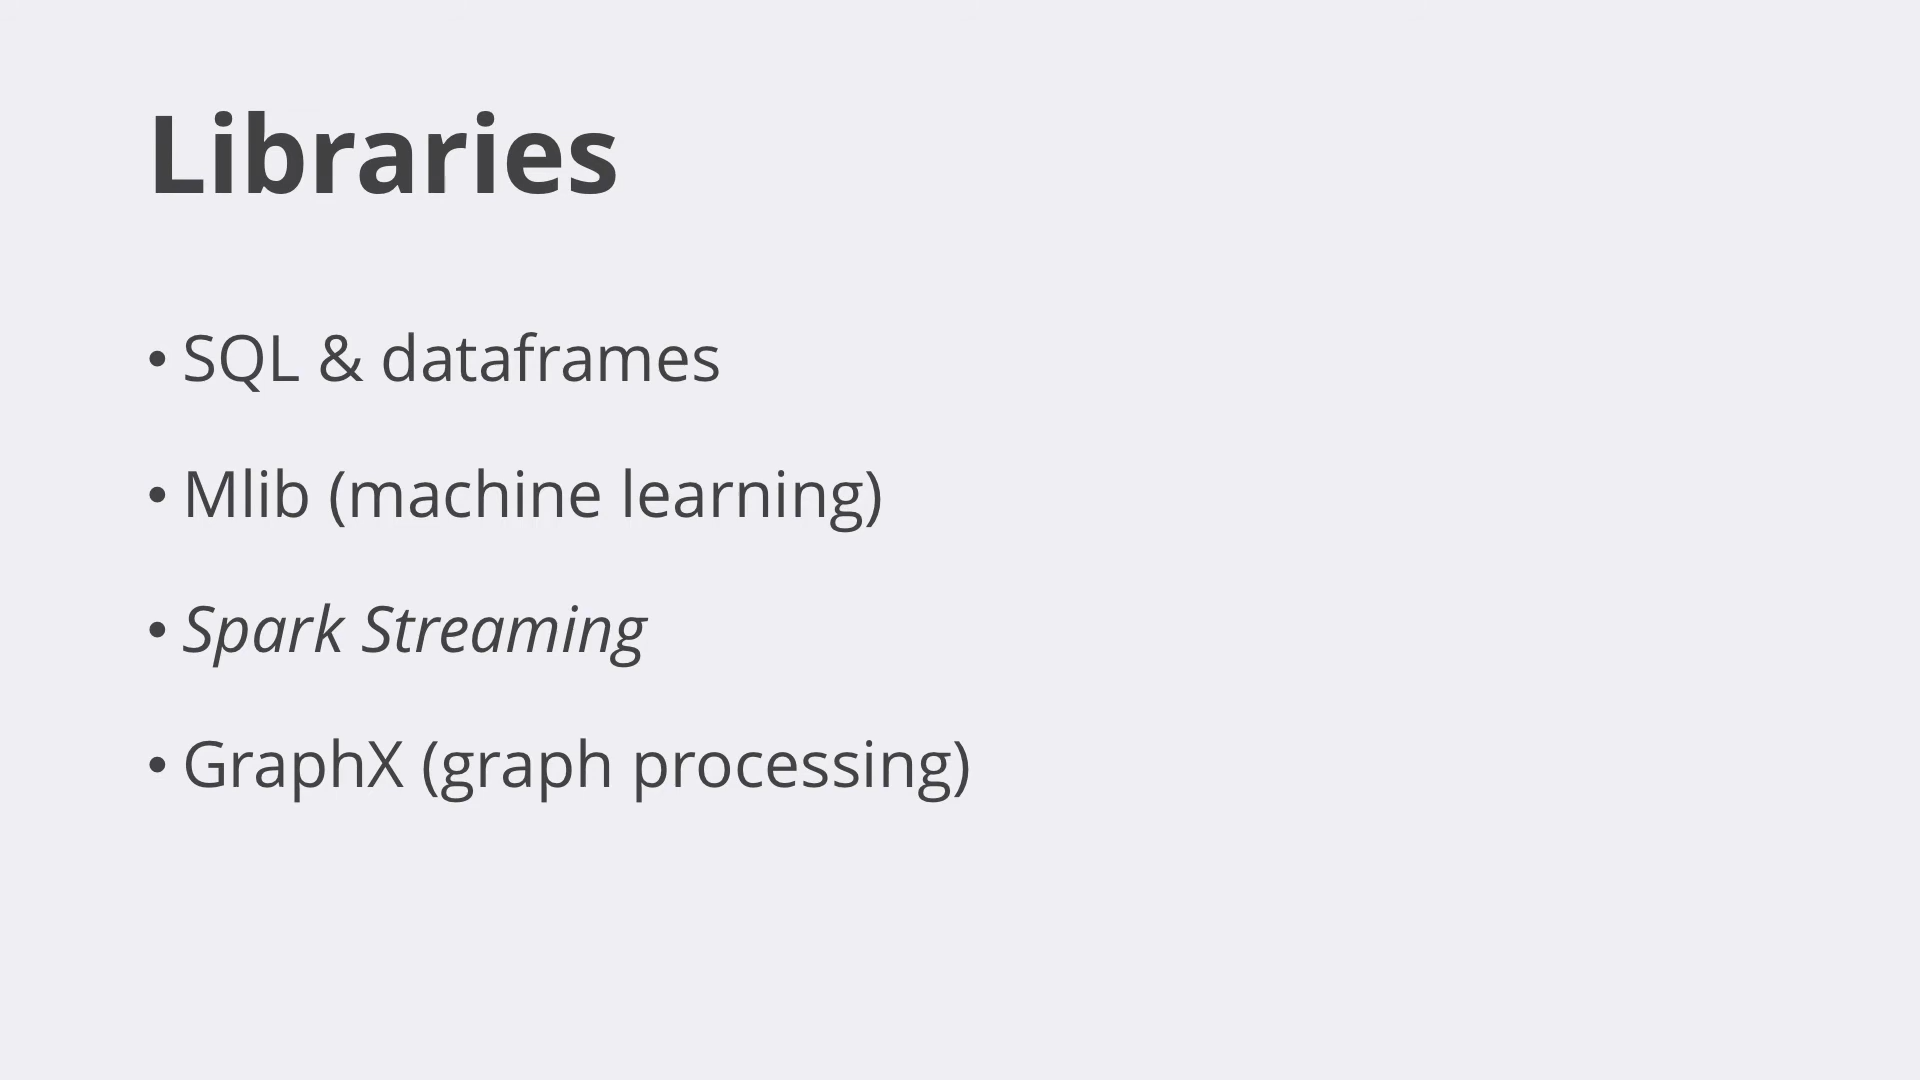 Libraries
• SQL & dataframes
• Mlib (machine learning)
• Spark Streaming
• GraphX (graph processing)